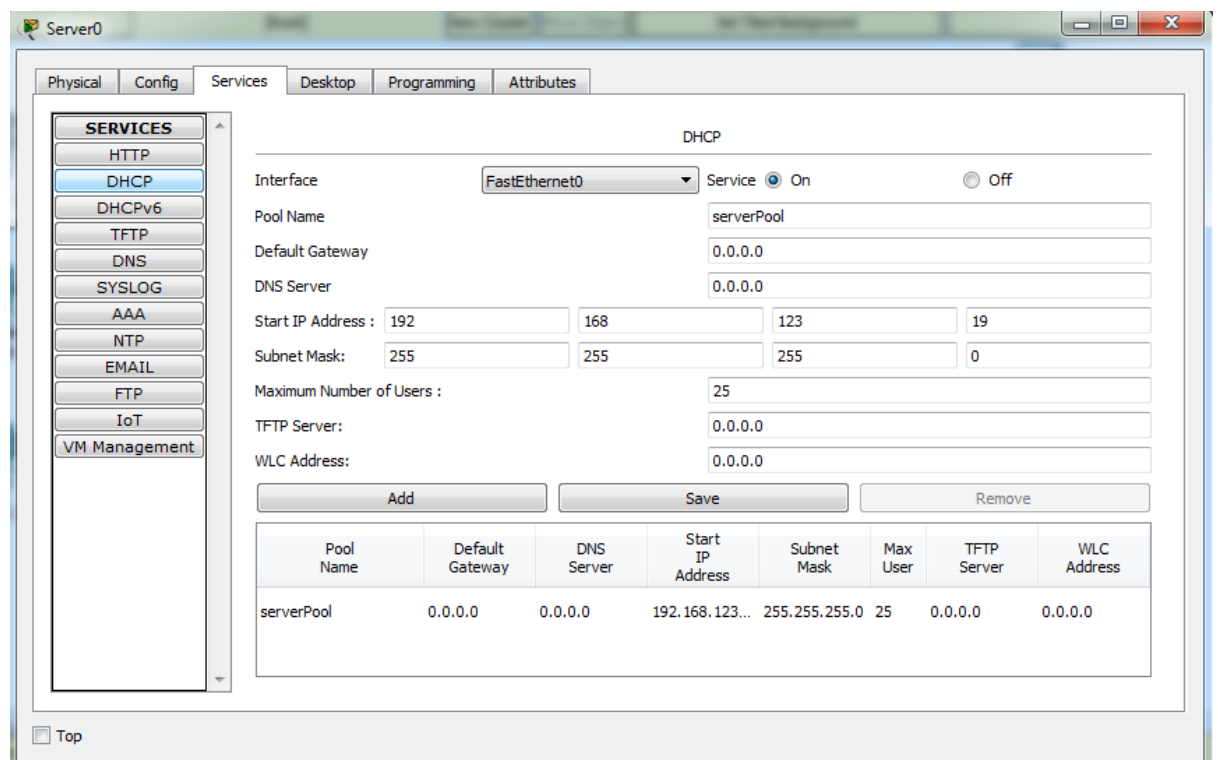 Server0
Physical Config Services Desktop Programming Attributes
SERVICES
HTTP
DHCP
DHCPv6
TFTP
DNS
SYSLOG
AAA
NTP
EMAIL
FTP
IoT
VM Management
DHCP
Interface FastEthernet0 Service On Off
Pool Name serverPool
Default Gateway 0.0.0.0
DNS Server 0.0.0.0
Start IP Address : 192 168 123 19
Subnet Mask: 255 255 255 0
Maximum Number of Users : 25
TFTP Server: 0.0.0.0
WLC Address: 0.0.0.0
Add Save Remove
Pool Name Default Gateway DNS Server Start IP Address Subnet Mask Max User TFTP Server WLC Address
serverPool 0.0.0.0 0.0.0.0 192.168.123... 255.255.255.0 25 0.0.0.0 0.0.0.0
Top